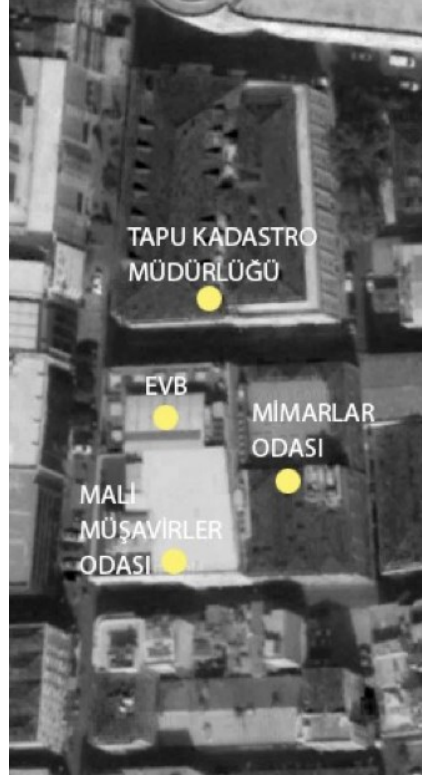 TAPU KADASTRO
MÜDÜRLÜĞÜ
EVB
MİMARLAR
ODASI
MALİ
MÜŞAVİRLER
ODASI